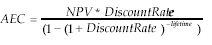 AEC = NPV * DiscountRate / (1 – (1 + DiscountRate )^–lifetime )